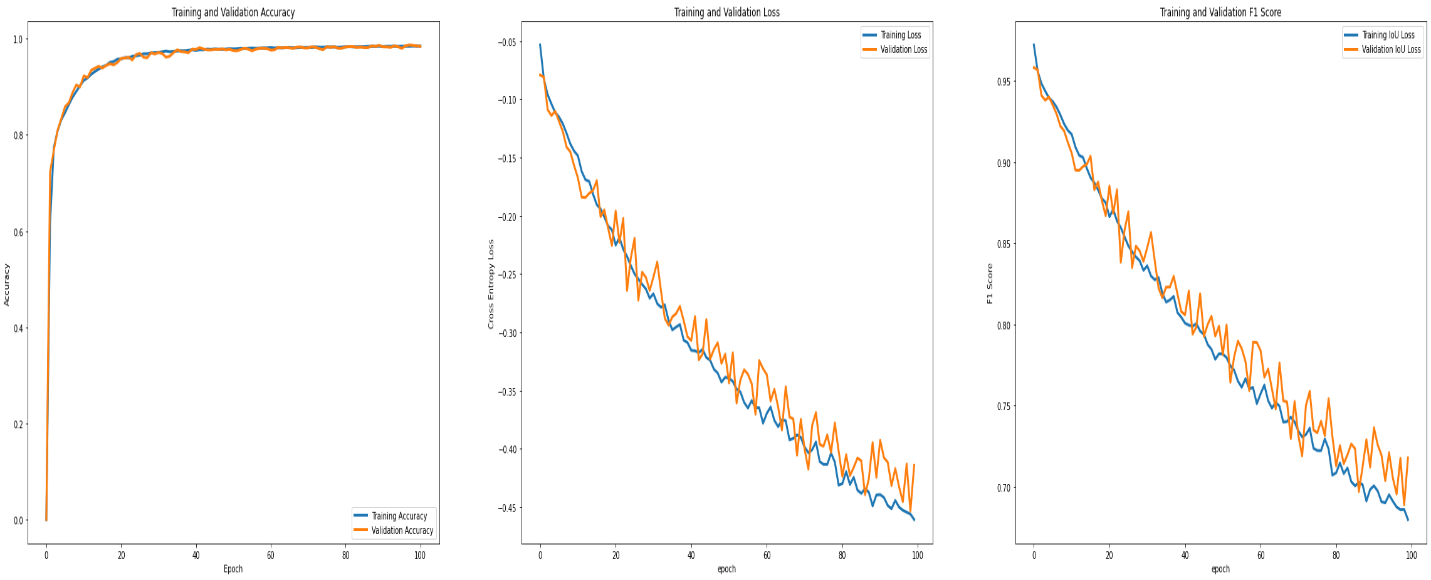 Training and Validation Accuracy
Accuracy
1.0
0.8
0.6
0.4
0.2
0.0
0
20
40
60
80
100
Epoch
Training Accuracy
Validation Accuracy
Training and Validation Loss
Cross Entropy Loss
−0.05
−0.10
−0.15
−0.20
−0.25
−0.30
−0.35
−0.40
−0.45
0
20
40
60
80
100
epoch
Training Loss
Validation Loss
Training and Validation F1 Score
F1 Score
0.95
0.90
0.85
0.80
0.75
0.70
0
20
40
60
80
100
epoch
Training IoU Loss
Validation IoU Loss